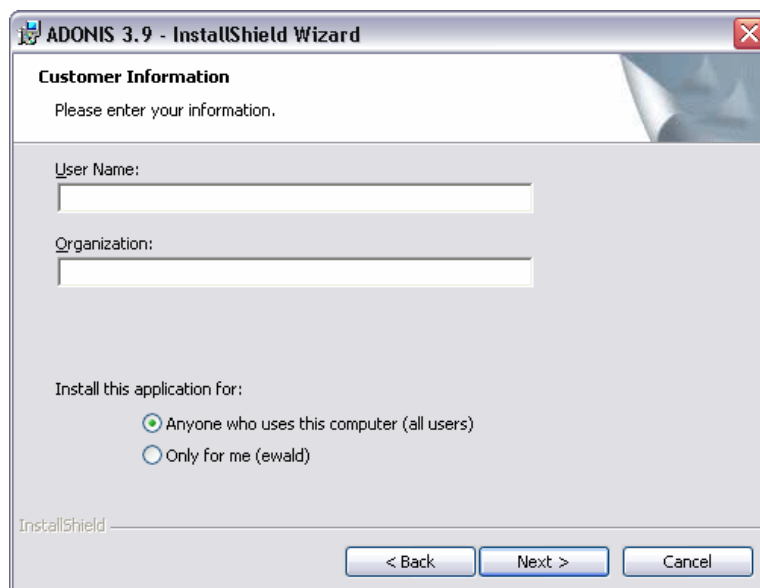 ADONIS 3.9 - InstallShield Wizard
Customer Information
Please enter your information.
User Name:
Organization:
Install this application for:
Anyone who uses this computer (all users)
Only for me (ewald)
InstallShield
< Back Next > Cancel